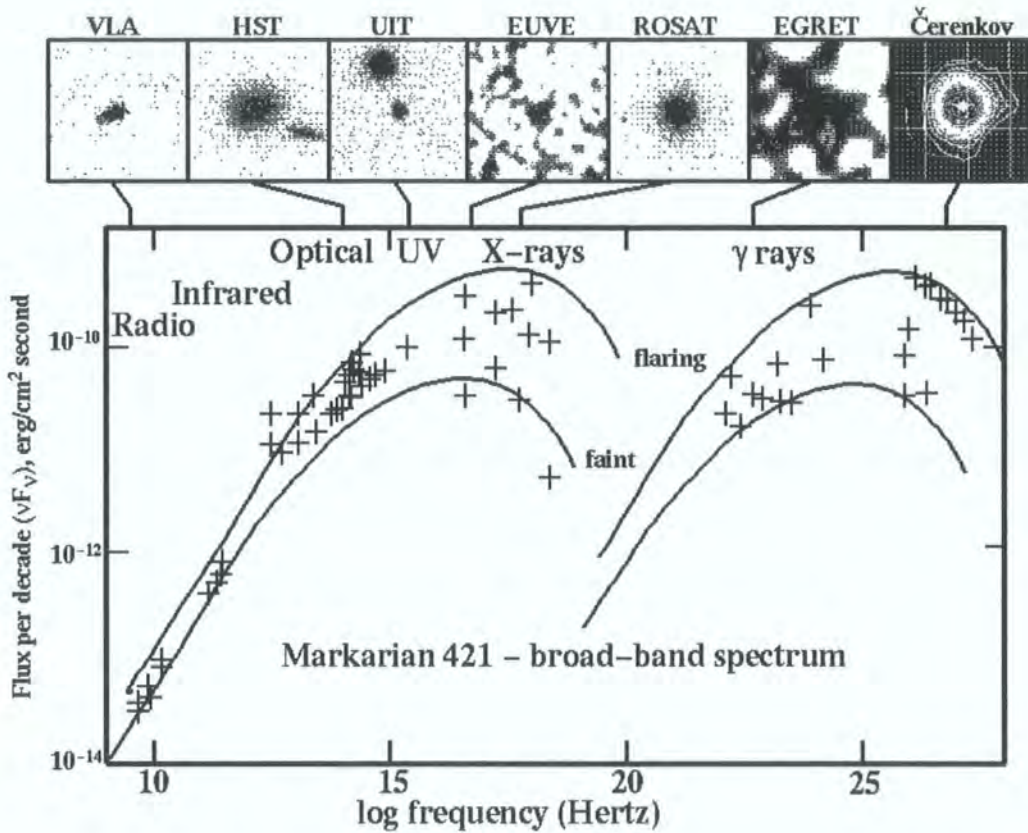 VLA HST UIT EUVE ROSAT EGRET Čerenkov
Optical UV X-rays γ rays
Infrared
Radio
10⁻¹⁰
flaring
faint
10⁻¹²
Markarian 421 – broad-band spectrum
10⁻¹⁴
10 15 20 25
log frequency (Hertz)
Flux per decade (νFᵥ), erg/cm² second